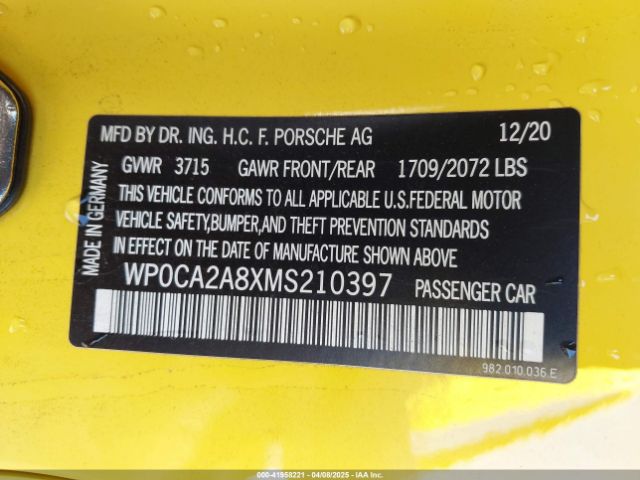 MFD BY DR. ING. H.C. F. PORSCHE AG 12/20
GVWR 3715 GAWR FRONT/REAR 1709/2072 LBS
THIS VEHICLE CONFORMS TO ALL APPLICABLE U.S.FEDERAL MOTOR
VEHICLE SAFETY,BUMPER,AND THEFT PREVENTION STANDARDS
IN EFFECT ON THE DATE OF MANUFACTURE SHOWN ABOVE
WP0CA2A8XMS210397 PASSENGER CAR
MADE IN GERMANY
982.010.036.E
000-41958221 - 04/08/2025 - IAAI.COM